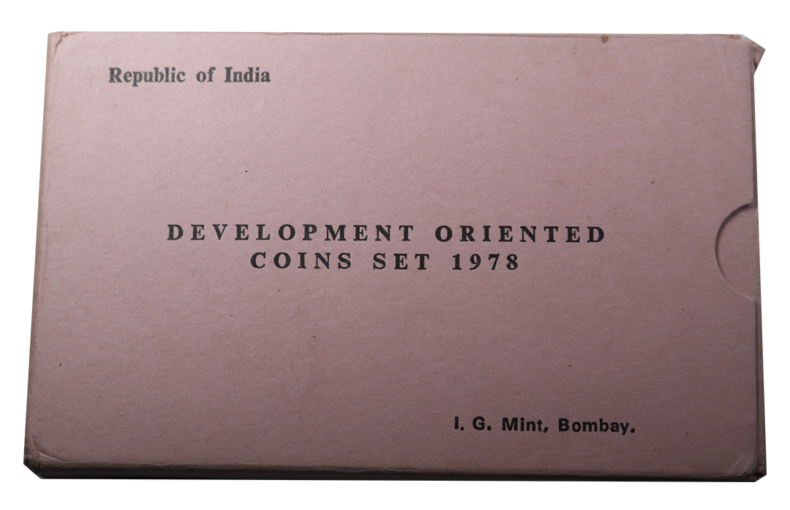 Republic of India
DEVELOPMENT ORIENTED
COINS SET 1978
I. G. Mint, Bombay.